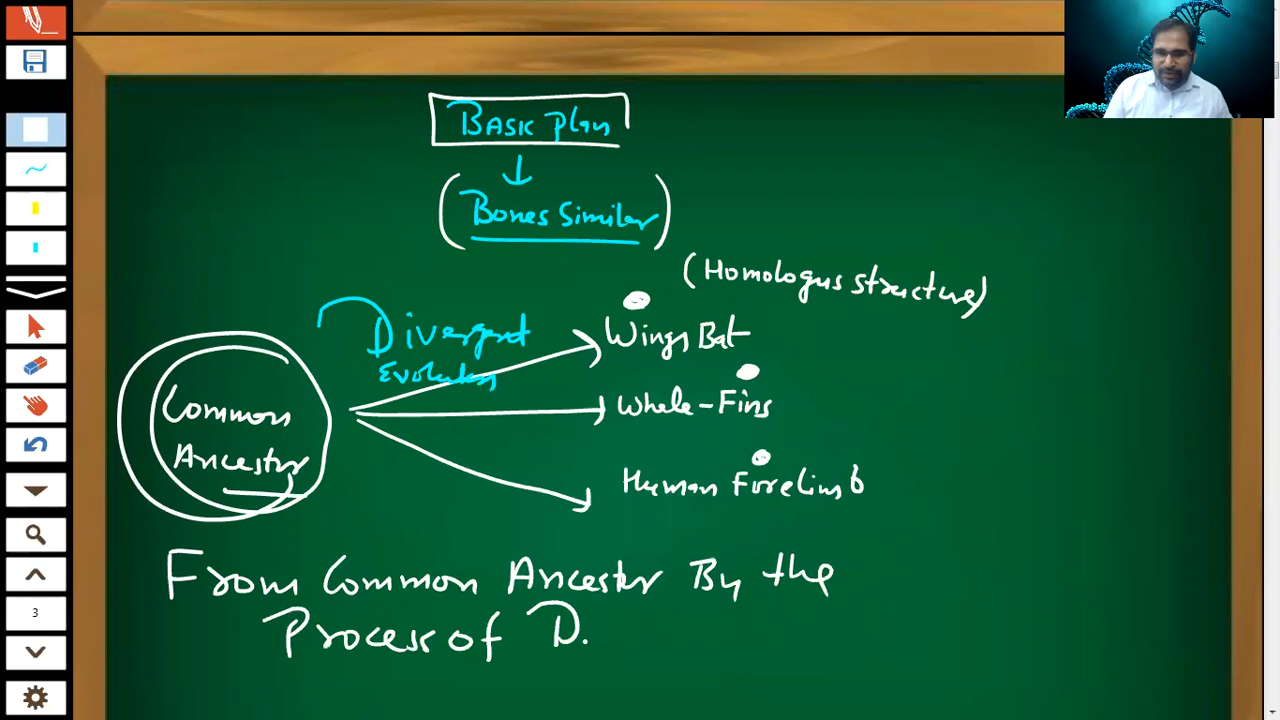 Basic plan
(Bones Similar)
(Homologus structure)
Divergent
Evolution
Wings Bat
Common
Ancestor
Whale-Fins
Human Forelimb
From Common Ancester By the
Process of D.
3